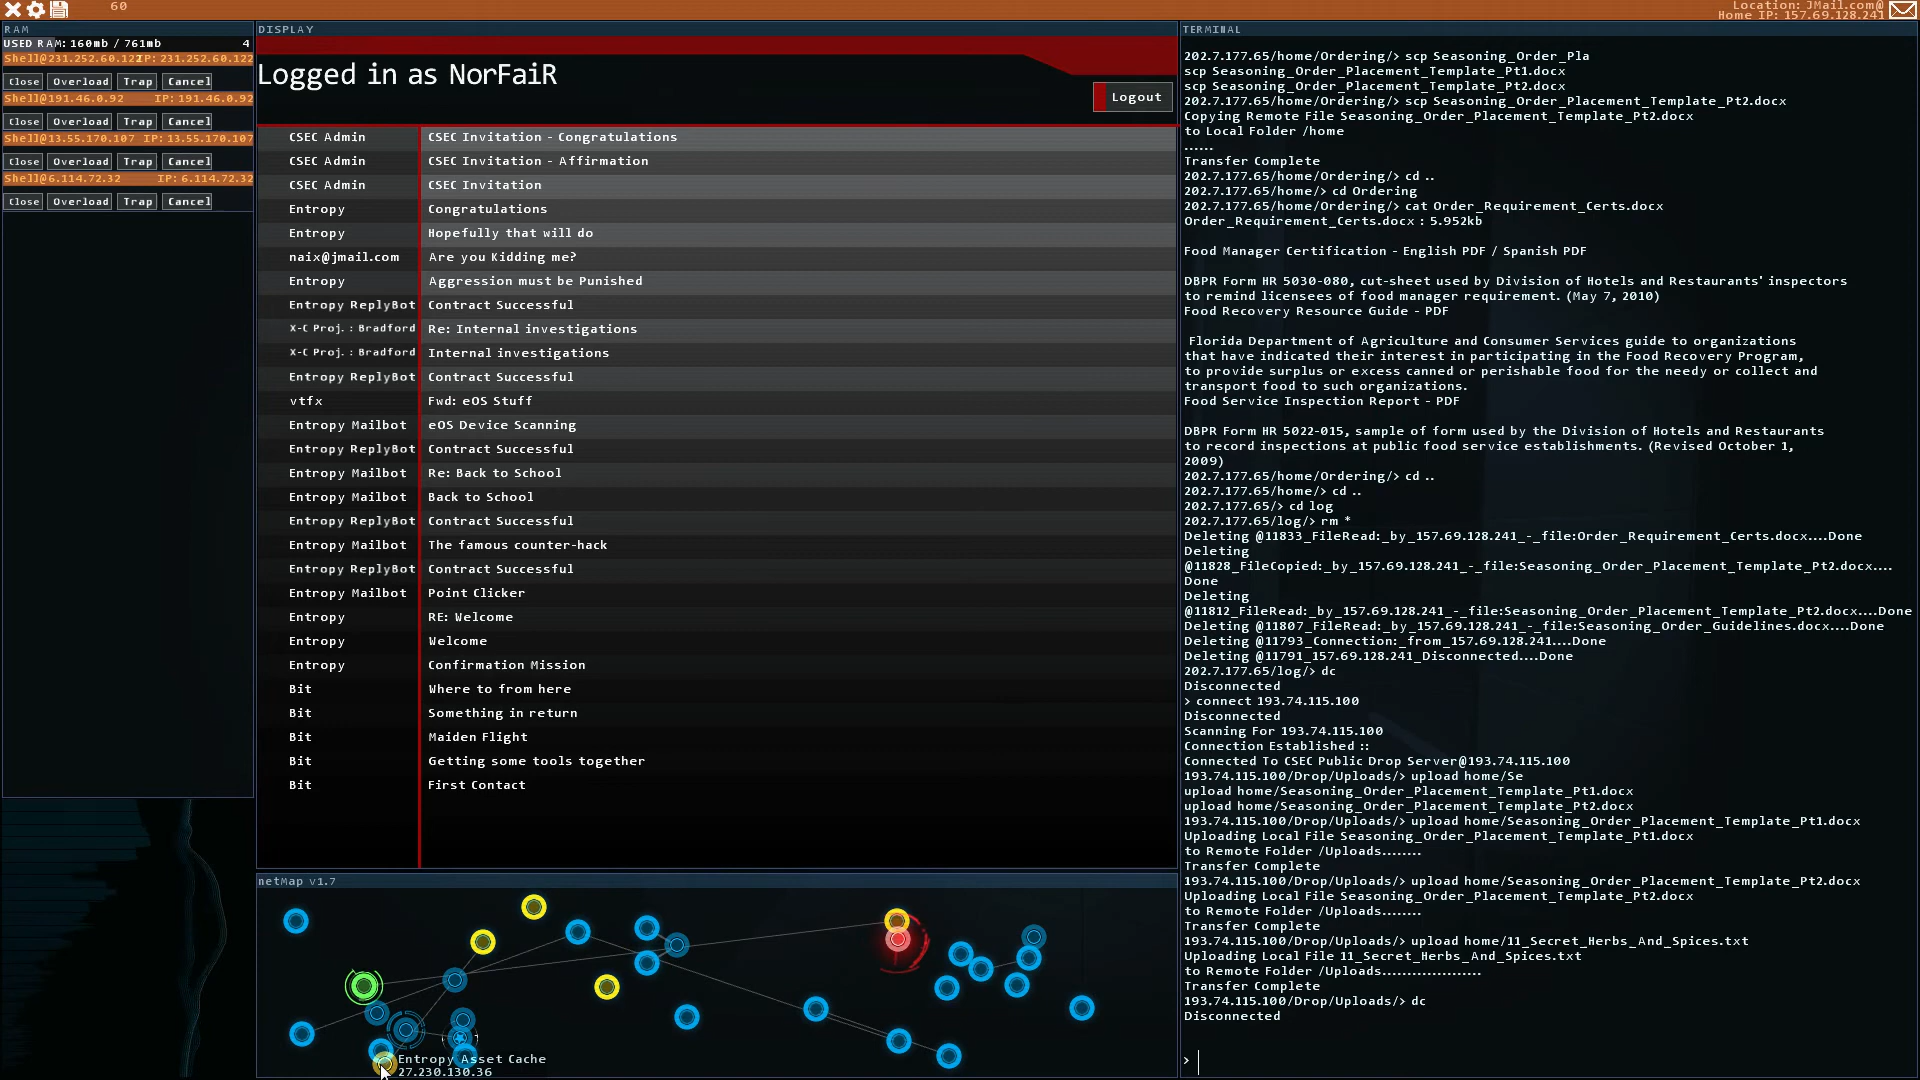 60
Location: JMail.com@
Home IP: 157.69.128.241
RAM
USED RAM: 160mb / 761mb 4
Shell@231.252.60.122 IP: 231.252.60.122
Close Overload Trap Cancel
Shell@191.46.0.92 IP: 191.46.0.92
Close Overload Trap Cancel
Shell@13.55.170.107 IP: 13.55.170.107
Close Overload Trap Cancel
Shell@6.114.72.32 IP: 6.114.72.32
Close Overload Trap Cancel
DISPLAY
Logged in as NorFaiR
Logout
CSEC Admin CSEC Invitation - Congratulations
CSEC Admin CSEC Invitation - Affirmation
CSEC Admin CSEC Invitation
Entropy Congratulations
Entropy Hopefully that will do
naix@jmail.com Are you Kidding me?
Entropy Aggression must be Punished
Entropy ReplyBot Contract Successful
X-C Proj. : Bradford Re: Internal investigations
X-C Proj. : Bradford Internal investigations
Entropy ReplyBot Contract Successful
vtfx Fwd: eOS Stuff
Entropy Mailbot eOS Device Scanning
Entropy ReplyBot Contract Successful
Entropy Mailbot Re: Back to School
Entropy Mailbot Back to School
Entropy ReplyBot Contract Successful
Entropy Mailbot The famous counter-hack
Entropy ReplyBot Contract Successful
Entropy Mailbot Point Clicker
Entropy RE: Welcome
Entropy Welcome
Entropy Confirmation Mission
Bit Where to from here
Bit Something in return
Bit Maiden Flight
Bit Getting some tools together
Bit First Contact
netMap v1.7
Entropy Asset Cache
27.230.130.36
TERMINAL
202.7.177.65/home/Ordering/> scp Seasoning_Order_Pla
scp Seasoning_Order_Placement_Template_Pt1.docx
scp Seasoning_Order_Placement_Template_Pt2.docx
202.7.177.65/home/Ordering/> scp Seasoning_Order_Placement_Template_Pt2.docx
Copying Remote File Seasoning_Order_Placement_Template_Pt2.docx
to Local Folder /home
......
Transfer Complete
202.7.177.65/home/Ordering/> cd ..
202.7.177.65/home/> cd Ordering
202.7.177.65/home/Ordering/> cat Order_Requirement_Certs.docx
Order_Requirement_Certs.docx : 5.952kb
Food Manager Certification - English PDF / Spanish PDF
DBPR Form HR 5030-080, cut-sheet used by Division of Hotels and Restaurants' inspectors
to remind licensees of food manager requirement. (May 7, 2010)
Food Recovery Resource Guide - PDF
Florida Department of Agriculture and Consumer Services guide to organizations
that have indicated their interest in participating in the Food Recovery Program,
to provide surplus or excess canned or perishable food for the needy or collect and
transport food to such organizations.
Food Service Inspection Report - PDF
DBPR Form HR 5022-015, sample of form used by the Division of Hotels and Restaurants
to record inspections at public food service establishments. (Revised October 1,
2009)
202.7.177.65/home/Ordering/> cd ..
202.7.177.65/home/> cd ..
202.7.177.65/> cd log
202.7.177.65/log/> rm *
Deleting @11833_FileRead:_by_157.69.128.241_-_file:Order_Requirement_Certs.docx....Done
Deleting
@11828_FileCopied:_by_157.69.128.241_-_file:Seasoning_Order_Placement_Template_Pt2.docx....
Done
Deleting
@11812_FileRead:_by_157.69.128.241_-_file:Seasoning_Order_Placement_Template_Pt2.docx....Done
Deleting @11807_FileRead:_by_157.69.128.241_-_file:Seasoning_Order_Guidelines.docx....Done
Deleting @11793_Connection:_from_157.69.128.241....Done
Deleting @11791_157.69.128.241_Disconnected....Done
202.7.177.65/log/> dc
Disconnected
> connect 193.74.115.100
Disconnected
Scanning For 193.74.115.100
Connection Established ::
Connected To CSEC Public Drop Server@193.74.115.100
193.74.115.100/Drop/Uploads/> upload home/Se
upload home/Seasoning_Order_Placement_Template_Pt1.docx
upload home/Seasoning_Order_Placement_Template_Pt2.docx
193.74.115.100/Drop/Uploads/> upload home/Seasoning_Order_Placement_Template_Pt1.docx
Uploading Local File Seasoning_Order_Placement_Template_Pt1.docx
to Remote Folder /Uploads........
Transfer Complete
193.74.115.100/Drop/Uploads/> upload home/Seasoning_Order_Placement_Template_Pt2.docx
Uploading Local File Seasoning_Order_Placement_Template_Pt2.docx
to Remote Folder /Uploads........
Transfer Complete
193.74.115.100/Drop/Uploads/> upload home/11_Secret_Herbs_And_Spices.txt
Uploading Local File 11_Secret_Herbs_And_Spices.txt
to Remote Folder /Uploads....................
Transfer Complete
193.74.115.100/Drop/Uploads/> dc
Disconnected
>